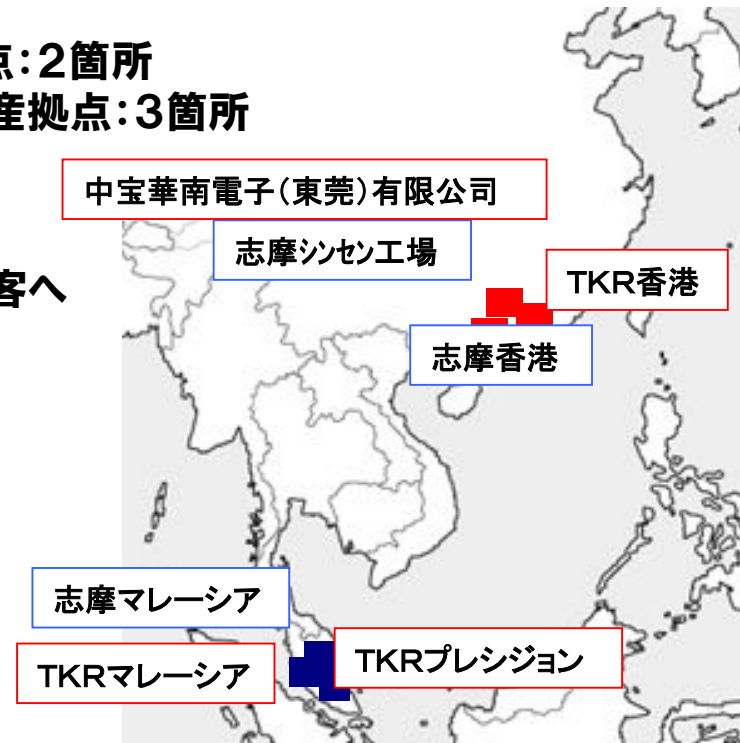 点：２箇所
産拠点：３箇所
中宝華南電子（東莞）有限公司
志摩シンセン工場
客へ
ＴＫＲ香港
志摩香港
志摩マレーシア
ＴＫＲマレーシア
ＴＫＲプレシジョン